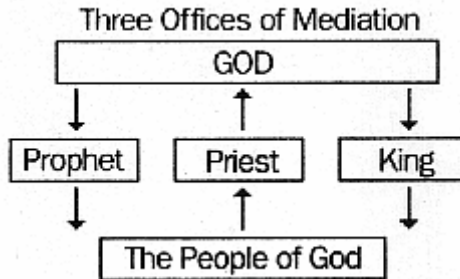 Three Offices of Mediation
GOD
Prophet Priest King
The People of God